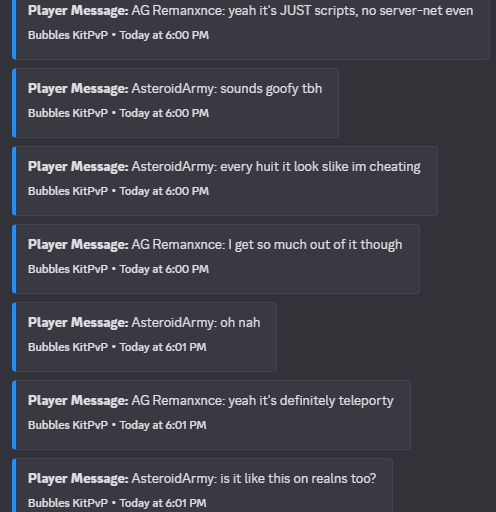 Player Message: AG Remanxnce: yeah it's JUST scripts, no server-net even
Bubbles KitPvP • Today at 6:00 PM
Player Message: AsteroidArmy: sounds goofy tbh
Bubbles KitPvP • Today at 6:00 PM
Player Message: AsteroidArmy: every huit it look slike im cheating
Bubbles KitPvP • Today at 6:00 PM
Player Message: AG Remanxnce: I get so much out of it though
Bubbles KitPvP • Today at 6:00 PM
Player Message: AsteroidArmy: oh nah
Bubbles KitPvP • Today at 6:01 PM
Player Message: AG Remanxnce: yeah it's definitely teleporty
Bubbles KitPvP • Today at 6:01 PM
Player Message: AsteroidArmy: is it like this on realns too?
Bubbles KitPvP • Today at 6:01 PM